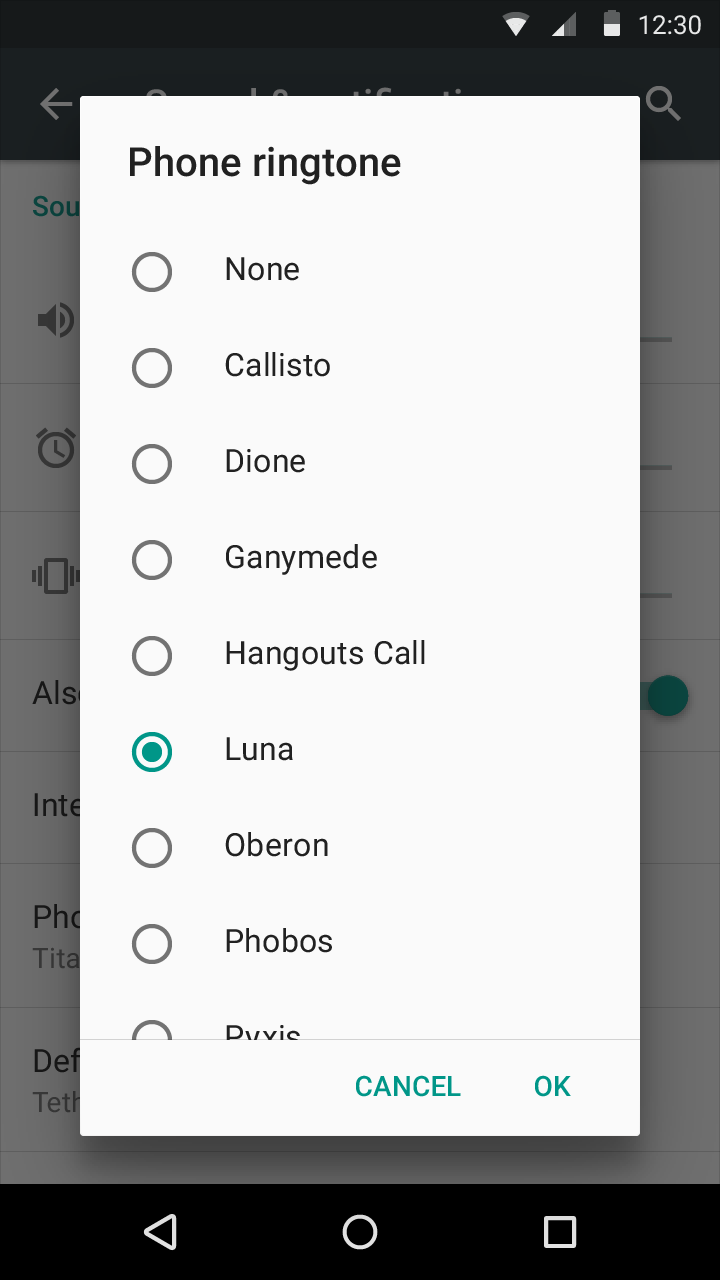 12:30
Phone ringtone
None
Callisto
Dione
Ganymede
Hangouts Call
Luna
Oberon
Phobos
Pyxis
CANCEL
OK
Sou
Als
Inte
Pho
Tita
Def
Teth